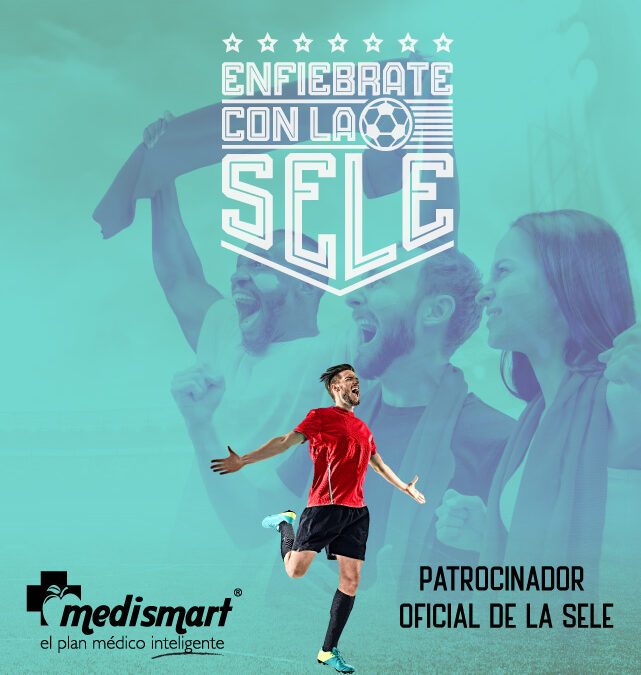 ENFIEBRATE
CON LA
SELE
medismart®
el plan médico inteligente
PATROCINADOR
OFICIAL DE LA SELE